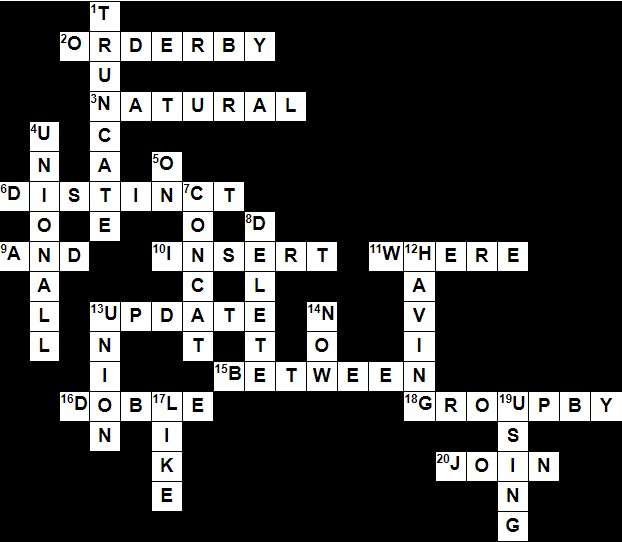 1T
2O R D E R B Y
U
3N A T U R A L
4U C
N A 5O
6D I S T I N 7C T
O E O 8D
9A N D 10I N S E R T 11W 12H E R E
A C L A
L 13U P D A T E 14N V
L N T T O I
I 15B E T W E E N
16D O B 17L E 18G R O 19U P B Y
N I S
K 20J O I N
E N
G